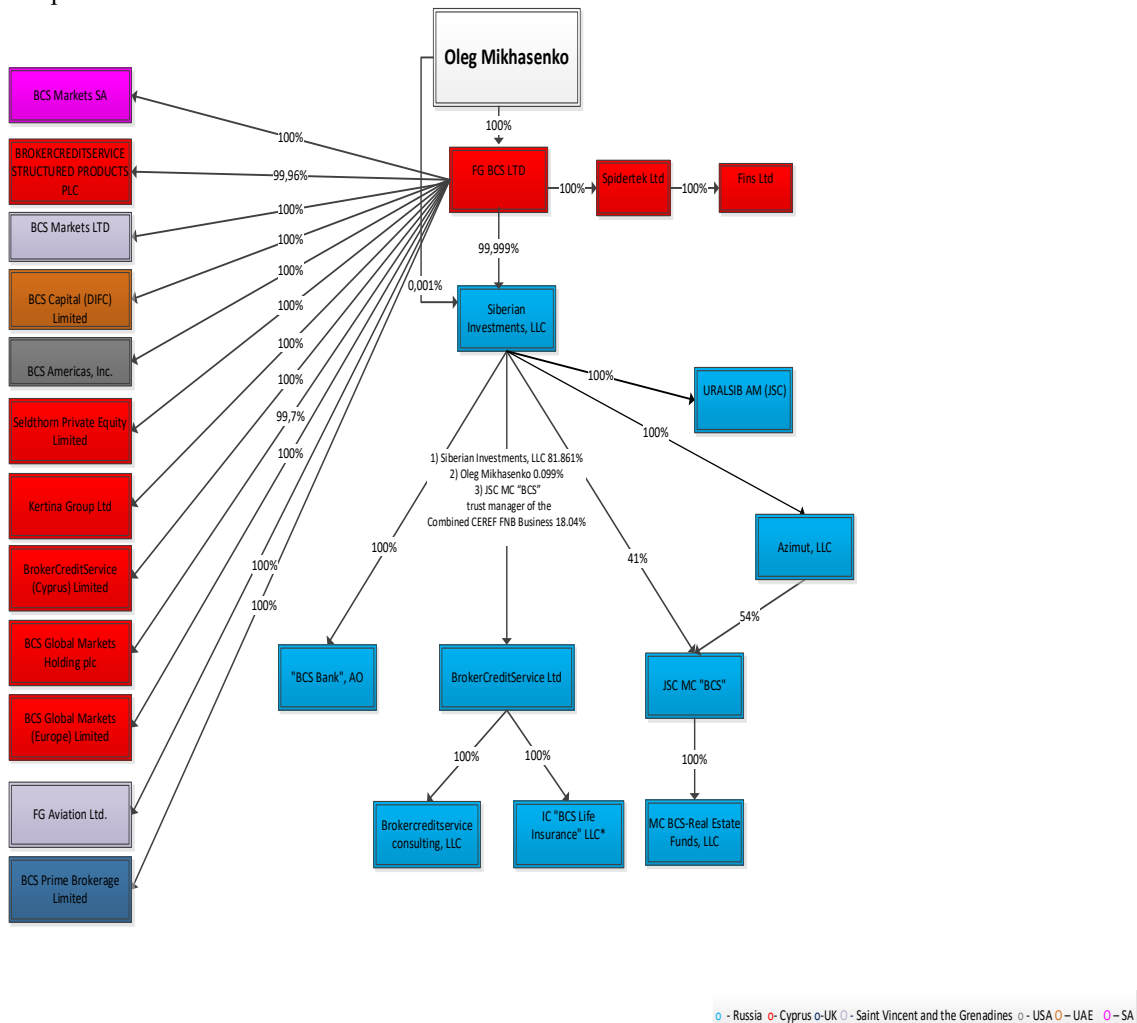 Oleg Mikhasenko
BCS Markets SA
100%
100%
BROKERCREDITSERVICE
STRUCTURED PRODUCTS
PLC
99,96%
FG BCS LTD
100%
Spidertek Ltd
100%
Fins Ltd
BCS Markets LTD
100%
99,999%
BCS Capital (DIFC)
Limited
100%
0,001%
Siberian
Investments, LLC
BCS Americas, Inc.
100%
100%
100%
URALSIB AM (JSC)
Seldthorn Private Equity
Limited
100%
100%
99,7%
100%
100%
Kertina Group Ltd
1) Siberian Investments, LLC 81.861%
2) Oleg Mikhasenko 0.099%
3) JSC MC "BCS"
trust manager of the
Combined CEREF FNB Business 18.04%
Azimut, LLC
BrokerCreditService
(Cyprus) Limited
100%
100%
100%
41%
54%
BCS Global Markets
Holding plc
"BCS Bank", AO
BrokerCreditService Ltd
JSC MC "BCS"
BCS Global Markets
(Europe) Limited
100%
100%
100%
FG Aviation Ltd.
Brokercreditservice
consulting, LLC
IC "BCS Life
Insurance" LLC*
MC BCS-Real Estate
Funds, LLC
BCS Prime Brokerage
Limited
o - Russia o- Cyprus o-UK O - Saint Vincent and the Grenadines o - USA O – UAE O – SA